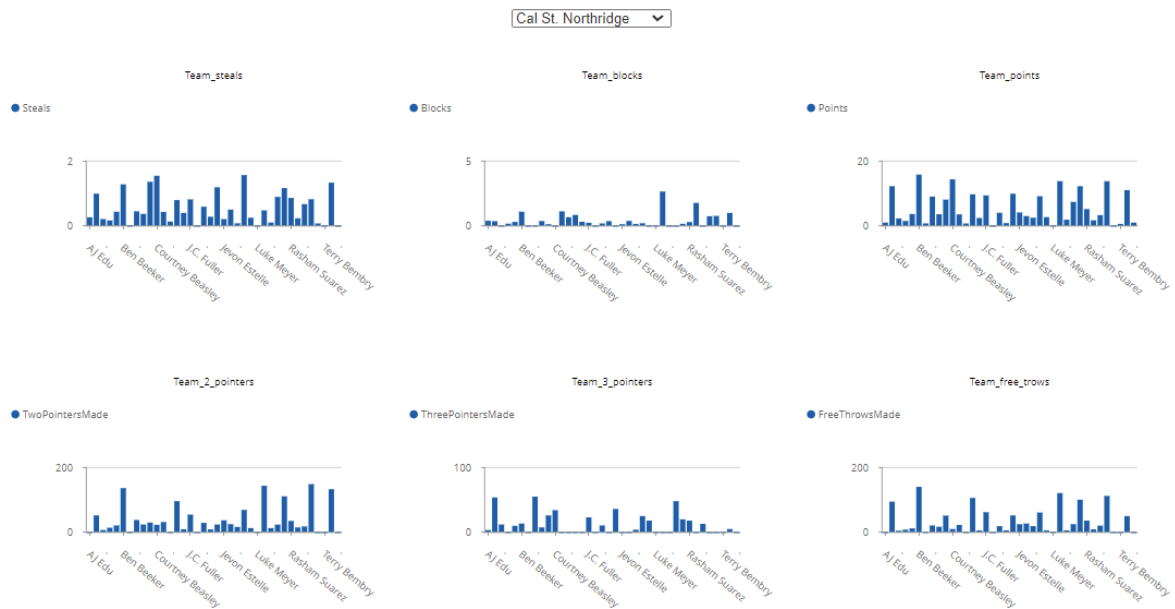 Cal St. Northridge
Team_steals
Steals
2
0
AJ Edu
Ben Beeker
Courtney Beasley
J.C. Fuller
Jevon Estelle
Luke Meyer
Rasham Suarez
Terry Bembry
Team_blocks
Blocks
5
0
AJ Edu
Ben Beeker
Courtney Beasley
J.C. Fuller
Jevon Estelle
Luke Meyer
Rasham Suarez
Terry Bembry
Team_points
Points
20
0
AJ Edu
Ben Beeker
Courtney Beasley
J.C. Fuller
Jevon Estelle
Luke Meyer
Rasham Suarez
Terry Bembry
Team_2_pointers
TwoPointersMade
200
0
AJ Edu
Ben Beeker
Courtney Beasley
J.C. Fuller
Jevon Estelle
Luke Meyer
Rasham Suarez
Terry Bembry
Team_3_pointers
ThreePointersMade
100
0
AJ Edu
Ben Beeker
Courtney Beasley
J.C. Fuller
Jevon Estelle
Luke Meyer
Rasham Suarez
Terry Bembry
Team_free_trows
FreeThrowsMade
200
0
AJ Edu
Ben Beeker
Courtney Beasley
J.C. Fuller
Jevon Estelle
Luke Meyer
Rasham Suarez
Terry Bembry